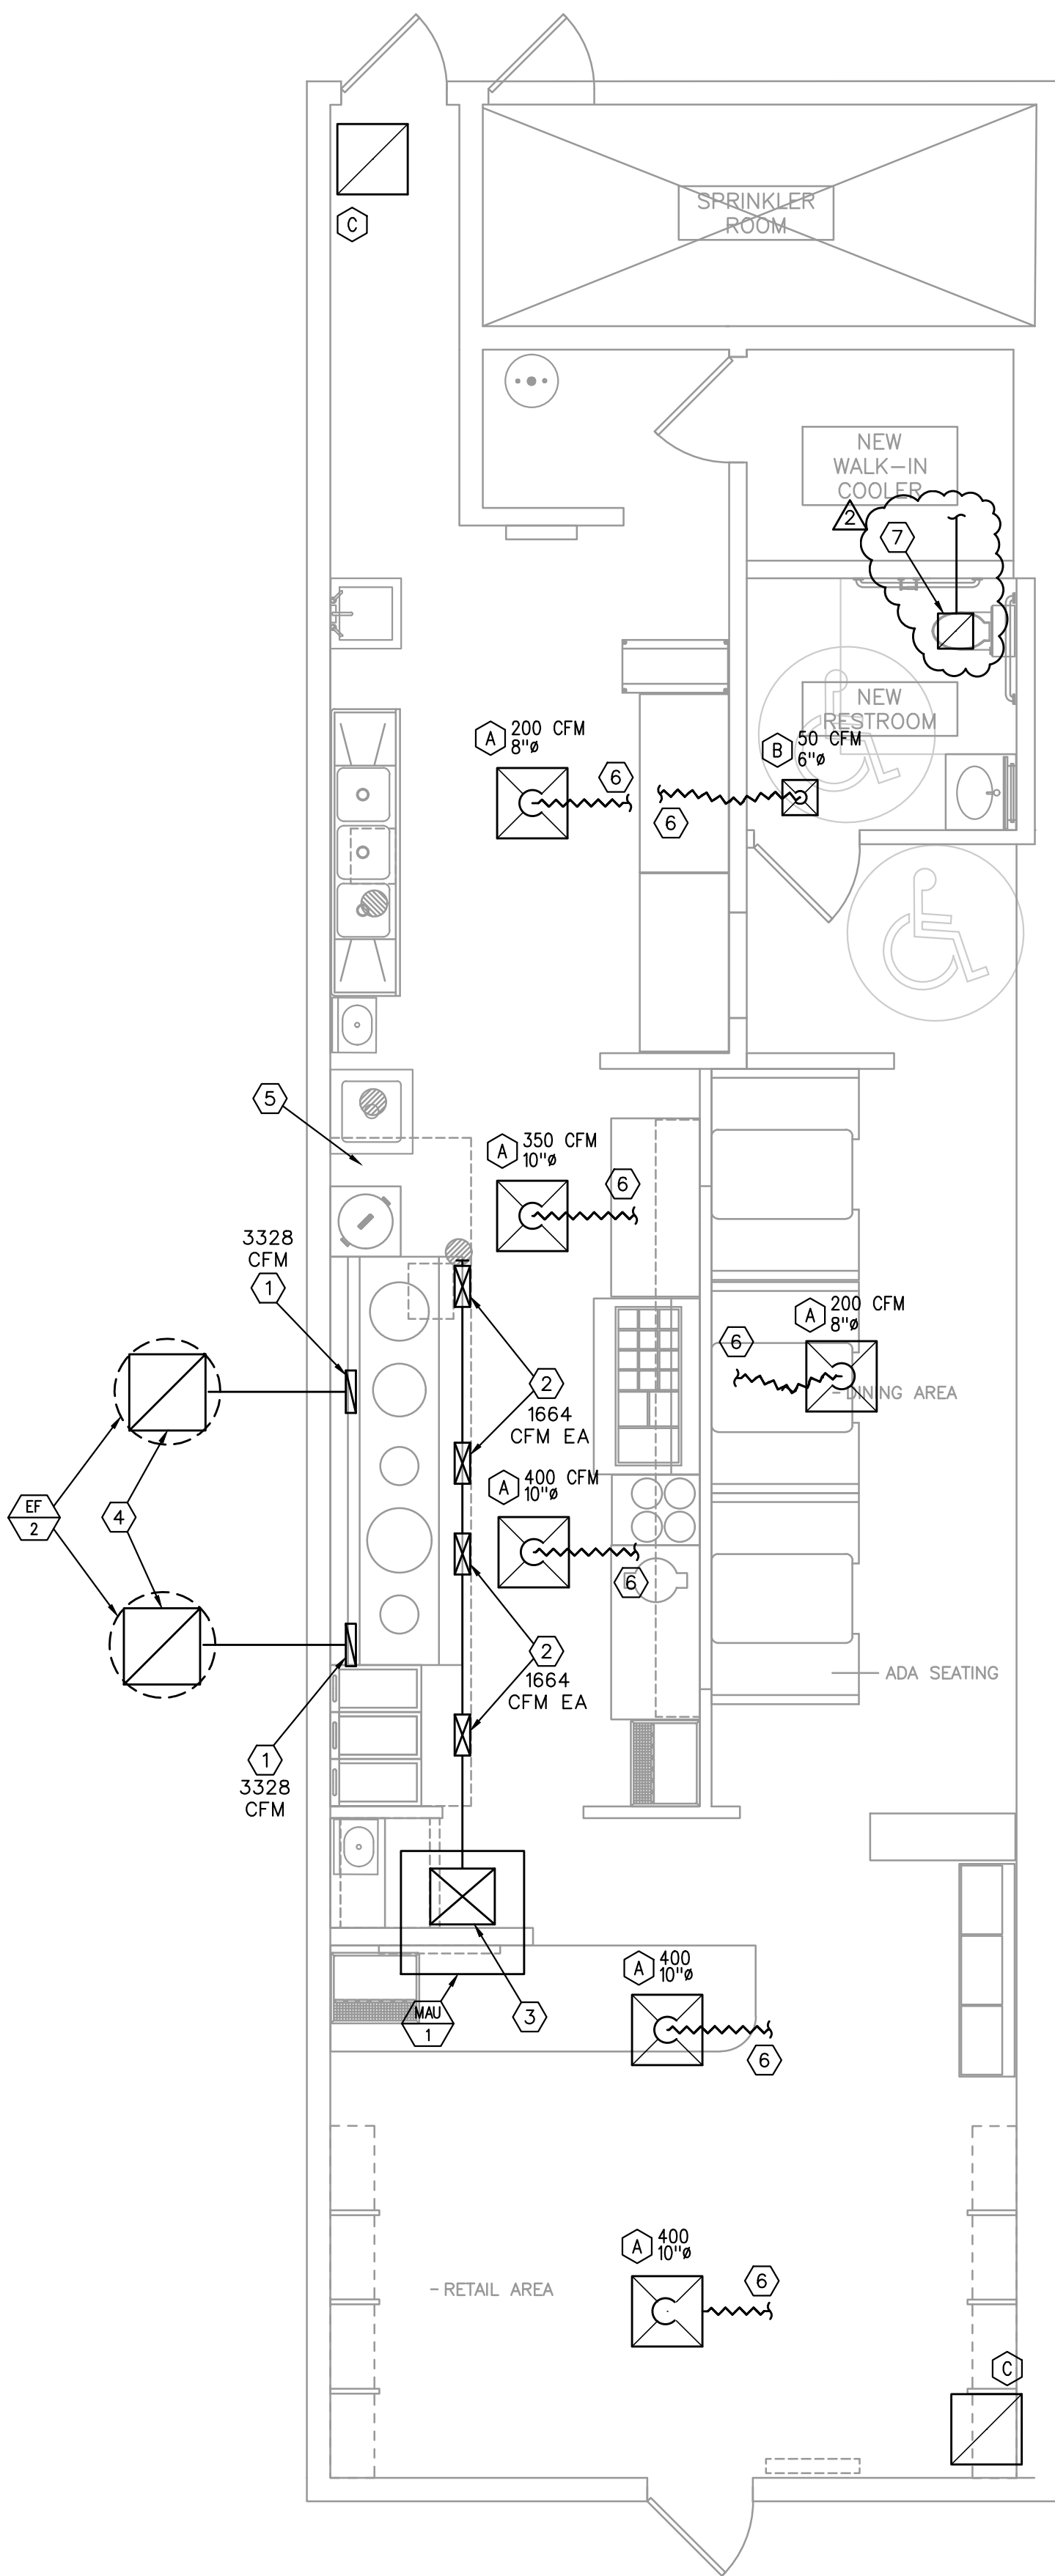 C
SPRINKLER
ROOM
NEW
WALK-IN
COOLER
2
7
NEW
RESTROOM
A 200 CFM
8"ø
6
B 50 CFM
6"ø
6
5
A 350 CFM
10"ø
6
3328
CFM
1
A 200 CFM
8"ø
6
DINING AREA
2
1664
CFM EA
A 400 CFM
10"ø
6
EF
2
4
2
1664
CFM EA
ADA SEATING
1
3328
CFM
A 400
10"ø
6
MAU
1
3
A 400
10"ø
6
RETAIL AREA
C